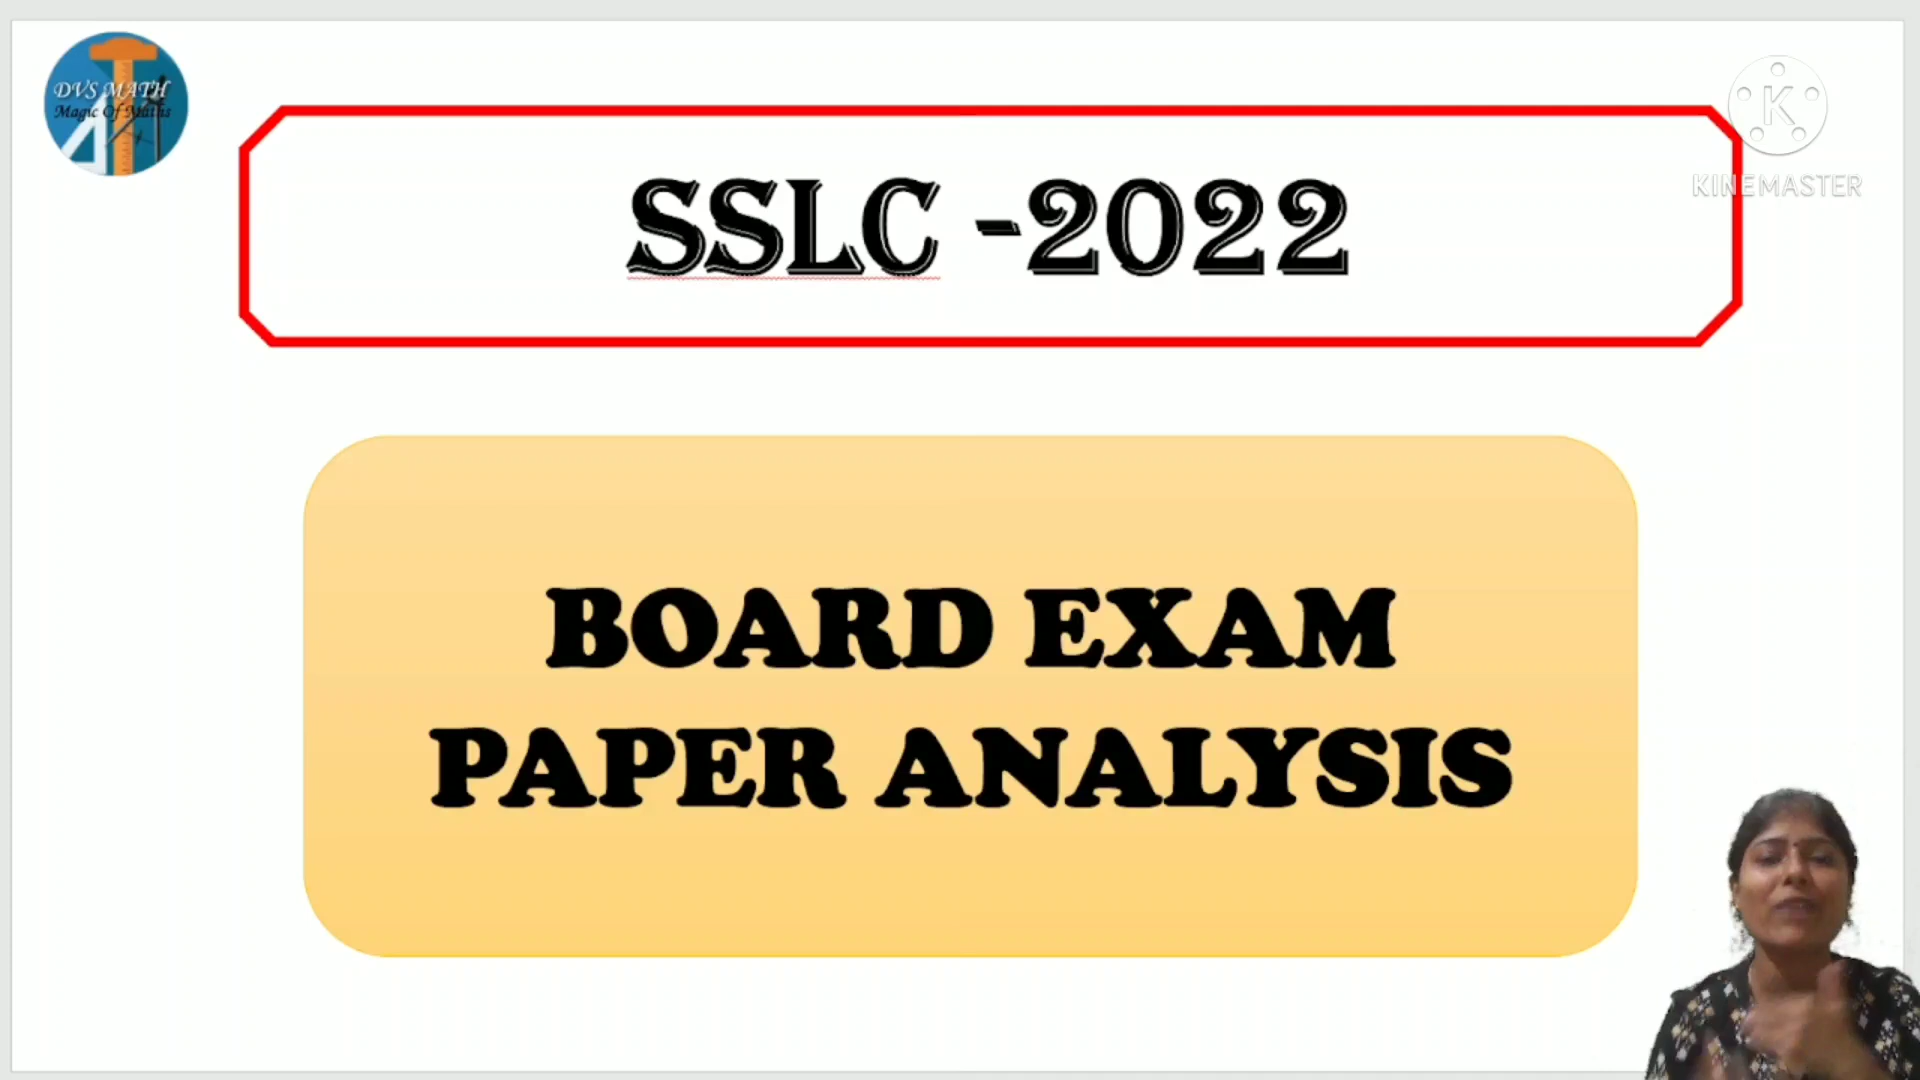 DVS MATH
Magic Of Maths
KINEMASTER
SSLC -2022
BOARD EXAM
PAPER ANALYSIS